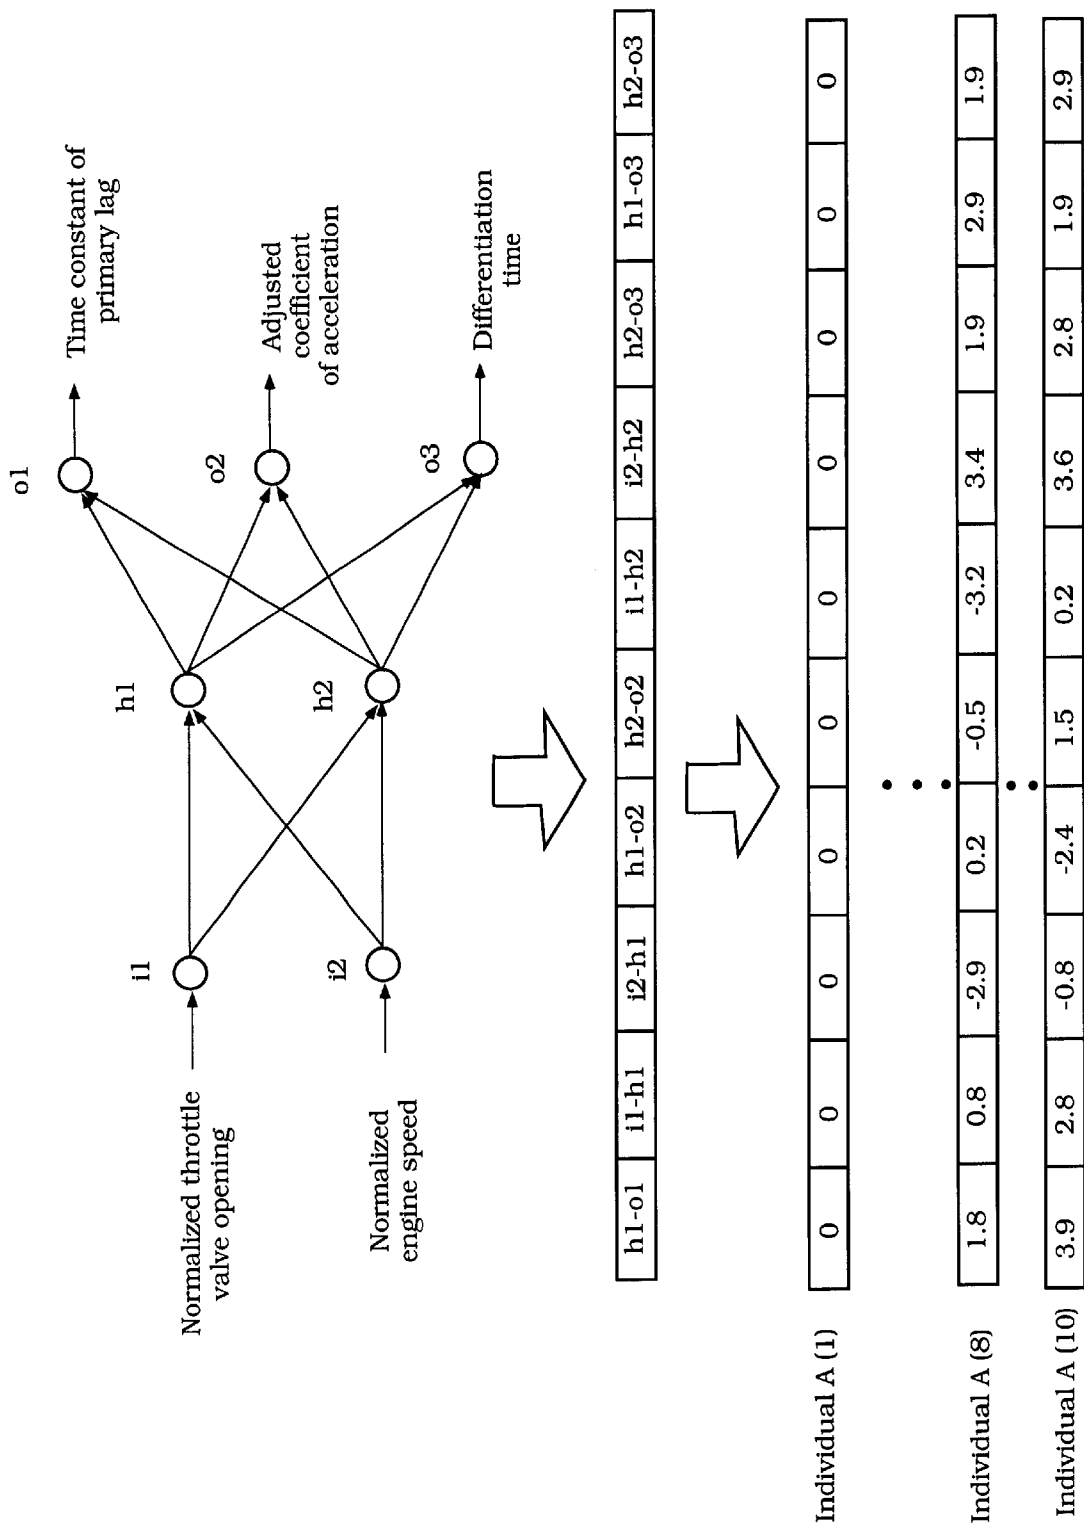 o1
Time constant of
primary lag
h1
i1
Normalized throttle
valve opening
o2
Adjusted
coefficient
of acceleration
h2
i2
Normalized
engine speed
o3
Differentiation
time
h1-o1 i1-h1 i2-h1 h1-o2 h2-o2 i1-h2 i2-h2 h2-o3 h1-o3 h2-o3
Individual A (1) 0 0 0 0 0 0 0 0 0 0
Individual A (8) 1.8 0.8 -2.9 0.2 -0.5 -3.2 3.4 1.9 2.9 1.9
Individual A (10) 3.9 2.8 -0.8 -2.4 1.5 0.2 3.6 2.8 1.9 2.9